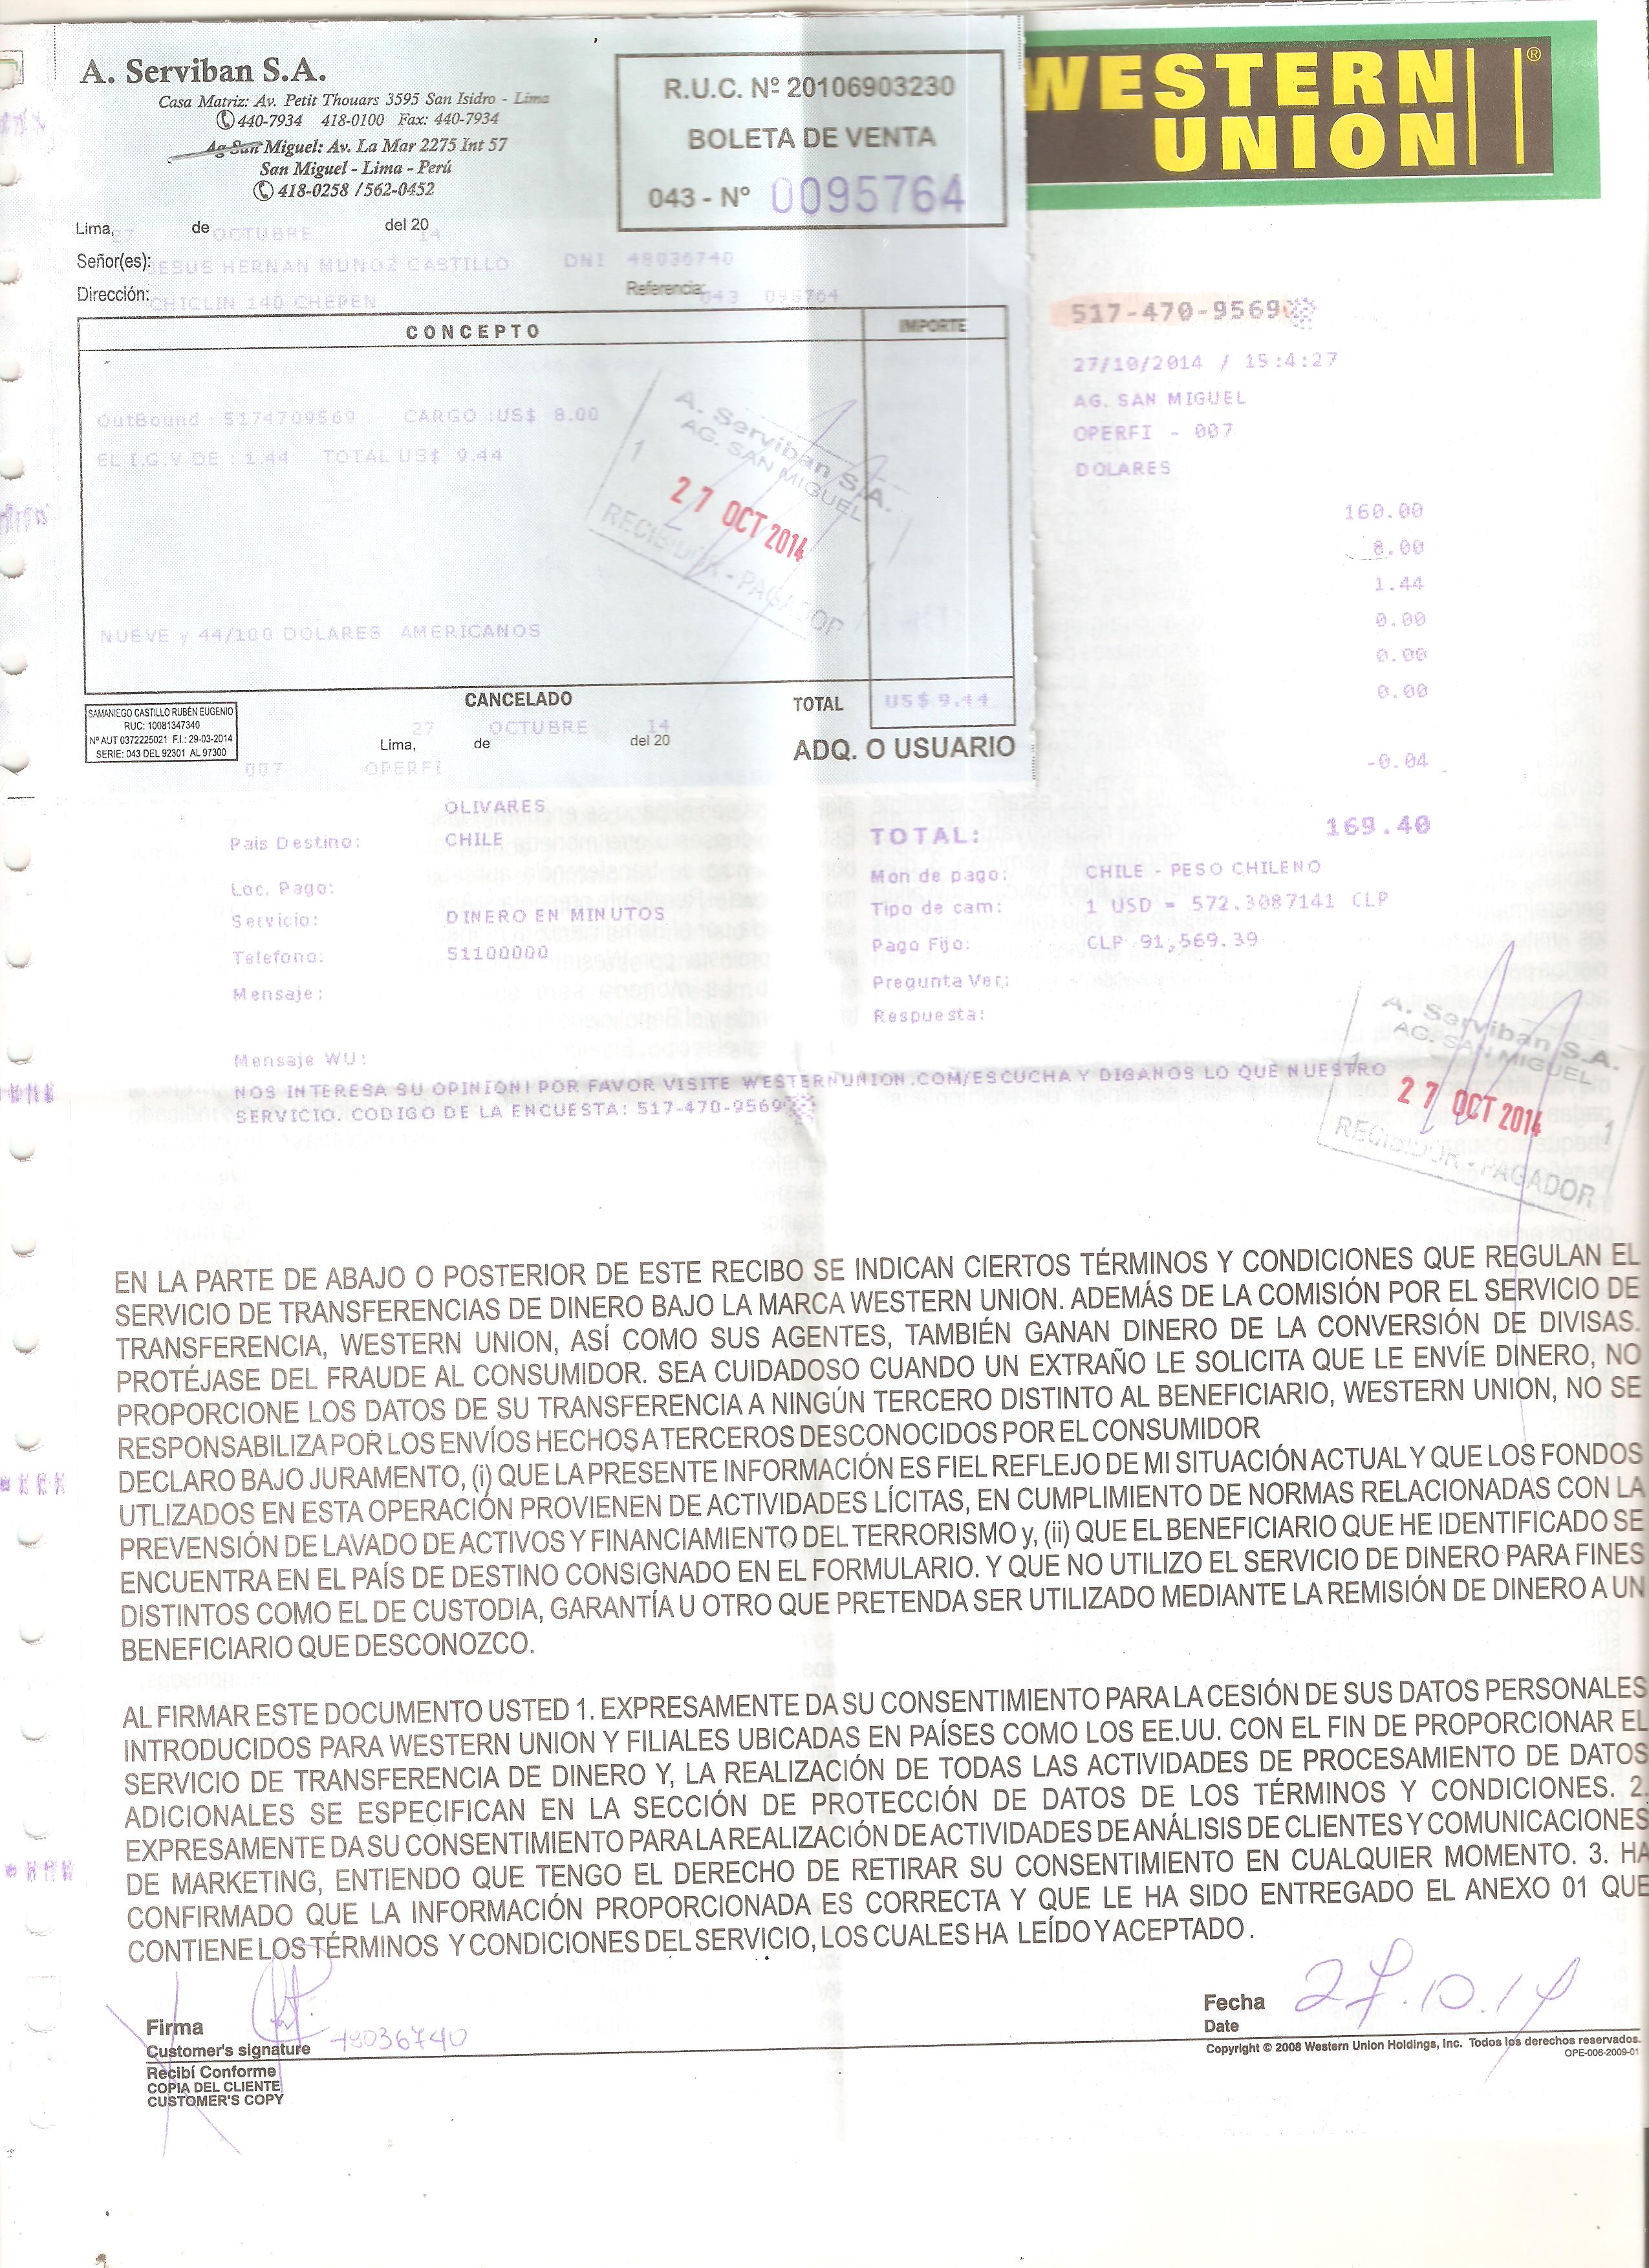 A. Serviban S.A.
Casa Matriz: Av. Petit Thouars 3595 San Isidro - Lima
440-7934 418-0100 Fax: 440-7934
Ag San Miguel: Av. La Mar 2275 Int 57
San Miguel - Lima - Perú
418-0258 / 562-0452
R.U.C. Nº 20106903230
BOLETA DE VENTA
043 - Nº 0095764
WESTERN
UNION ®
Lima, 27 de OCTUBRE del 20 14
Señor(es): JESUS HERNAN MUÑOZ CASTILLO DNI 48036740
Dirección: CHICLIN 140 CHEPEN Referencia: 043 095764
CONCEPTO IMPORTE
OutBound - 5174709569 CARGO :US$ 8.00
EL I.G.V DE : 1.44 TOTAL US$ 9.44
A. Serviban S.A.
AG. SAN MIGUEL
1 27 OCT 2014 1
RECIBIDOR - PAGADOR
NUEVE y 44/100 DOLARES AMERICANOS
CANCELADO TOTAL US$ 9.44
27 OCTUBRE 14
Lima, de del 20
ADQ. O USUARIO
007 OPERFI
SAMANIEGO CASTILLO RUBÉN EUGENIO
RUC: 10081347340
Nº AUT 0372225021 F.I.: 29-03-2014
SERIE: 043 DEL 92301 AL 97300
517-470-9569
27/10/2014 / 15:4:27
AG. SAN MIGUEL
OPERFI - 007
DOLARES
160.00
8.00
1.44
0.00
0.00
0.00
-0.04
OLIVARES
Pais Destino: CHILE
Loc. Pago:
Servicio: DINERO EN MINUTOS
Telefono: 51100000
Mensaje:
Mensaje WU:
TOTAL: 169.40
Mon de pago: CHILE - PESO CHILENO
Tipo de cam: 1 USD = 572.3087141 CLP
Pago Fijo: CLP 91,569.39
Pregunta Ver:
Respuesta:
NOS INTERESA SU OPINION! POR FAVOR VISITE WESTERNUNION.COM/ESCUCHA Y DIGANOS LO QUE NUESTRO
SERVICIO. CODIGO DE LA ENCUESTA: 517-470-9569
A. Serviban S.A.
AG. SAN MIGUEL
1 27 OCT 2014 1
RECIBIDOR - PAGADOR
EN LA PARTE DE ABAJO O POSTERIOR DE ESTE RECIBO SE INDICAN CIERTOS TÉRMINOS Y CONDICIONES QUE REGULAN EL
SERVICIO DE TRANSFERENCIAS DE DINERO BAJO LA MARCA WESTERN UNION. ADEMÁS DE LA COMISIÓN POR EL SERVICIO DE
TRANSFERENCIA, WESTERN UNION, ASÍ COMO SUS AGENTES, TAMBIÉN GANAN DINERO DE LA CONVERSIÓN DE DIVISAS.
PROTÉJASE DEL FRAUDE AL CONSUMIDOR. SEA CUIDADOSO CUANDO UN EXTRAÑO LE SOLICITA QUE LE ENVÍE DINERO, NO
PROPORCIONE LOS DATOS DE SU TRANSFERENCIA A NINGÚN TERCERO DISTINTO AL BENEFICIARIO, WESTERN UNION, NO SE
RESPONSABILIZA POR LOS ENVÍOS HECHOS A TERCEROS DESCONOCIDOS POR EL CONSUMIDOR
DECLARO BAJO JURAMENTO, (i) QUE LA PRESENTE INFORMACIÓN ES FIEL REFLEJO DE MI SITUACIÓN ACTUAL Y QUE LOS FONDOS
UTLIZADOS EN ESTA OPERACIÓN PROVIENEN DE ACTIVIDADES LÍCITAS, EN CUMPLIMIENTO DE NORMAS RELACIONADAS CON LA
PREVENSIÓN DE LAVADO DE ACTIVOS Y FINANCIAMIENTO DEL TERRORISMO y, (ii) QUE EL BENEFICIARIO QUE HE IDENTIFICADO SE
ENCUENTRA EN EL PAÍS DE DESTINO CONSIGNADO EN EL FORMULARIO. Y QUE NO UTILIZO EL SERVICIO DE DINERO PARA FINES
DISTINTOS COMO EL DE CUSTODIA, GARANTÍA U OTRO QUE PRETENDA SER UTILIZADO MEDIANTE LA REMISIÓN DE DINERO A UN
BENEFICIARIO QUE DESCONOZCO.
AL FIRMAR ESTE DOCUMENTO USTED 1. EXPRESAMENTE DA SU CONSENTIMIENTO PARA LA CESIÓN DE SUS DATOS PERSONALES
INTRODUCIDOS PARA WESTERN UNION Y FILIALES UBICADAS EN PAÍSES COMO LOS EE.UU. CON EL FIN DE PROPORCIONAR EL
SERVICIO DE TRANSFERENCIA DE DINERO Y, LA REALIZACIÓN DE TODAS LAS ACTIVIDADES DE PROCESAMIENTO DE DATOS
ADICIONALES SE ESPECIFICAN EN LA SECCIÓN DE PROTECCIÓN DE DATOS DE LOS TÉRMINOS Y CONDICIONES. 2.
EXPRESAMENTE DA SU CONSENTIMIENTO PARA LA REALIZACIÓN DE ACTIVIDADES DE ANÁLISIS DE CLIENTES Y COMUNICACIONES
DE MARKETING, ENTIENDO QUE TENGO EL DERECHO DE RETIRAR SU CONSENTIMIENTO EN CUALQUIER MOMENTO. 3. HA
CONFIRMADO QUE LA INFORMACIÓN PROPORCIONADA ES CORRECTA Y QUE LE HA SIDO ENTREGADO EL ANEXO 01 QUE
CONTIENE LOS TÉRMINOS Y CONDICIONES DEL SERVICIO, LOS CUALES HA LEÍDO Y ACEPTADO.
Firma
Customer's signature 48036740
Recibí Conforme
COPIA DEL CLIENTE
CUSTOMER'S COPY
Fecha 27.10.14
Date
Copyright © 2008 Western Union Holdings, Inc. Todos los derechos reservados.
OPE-006-2009-01